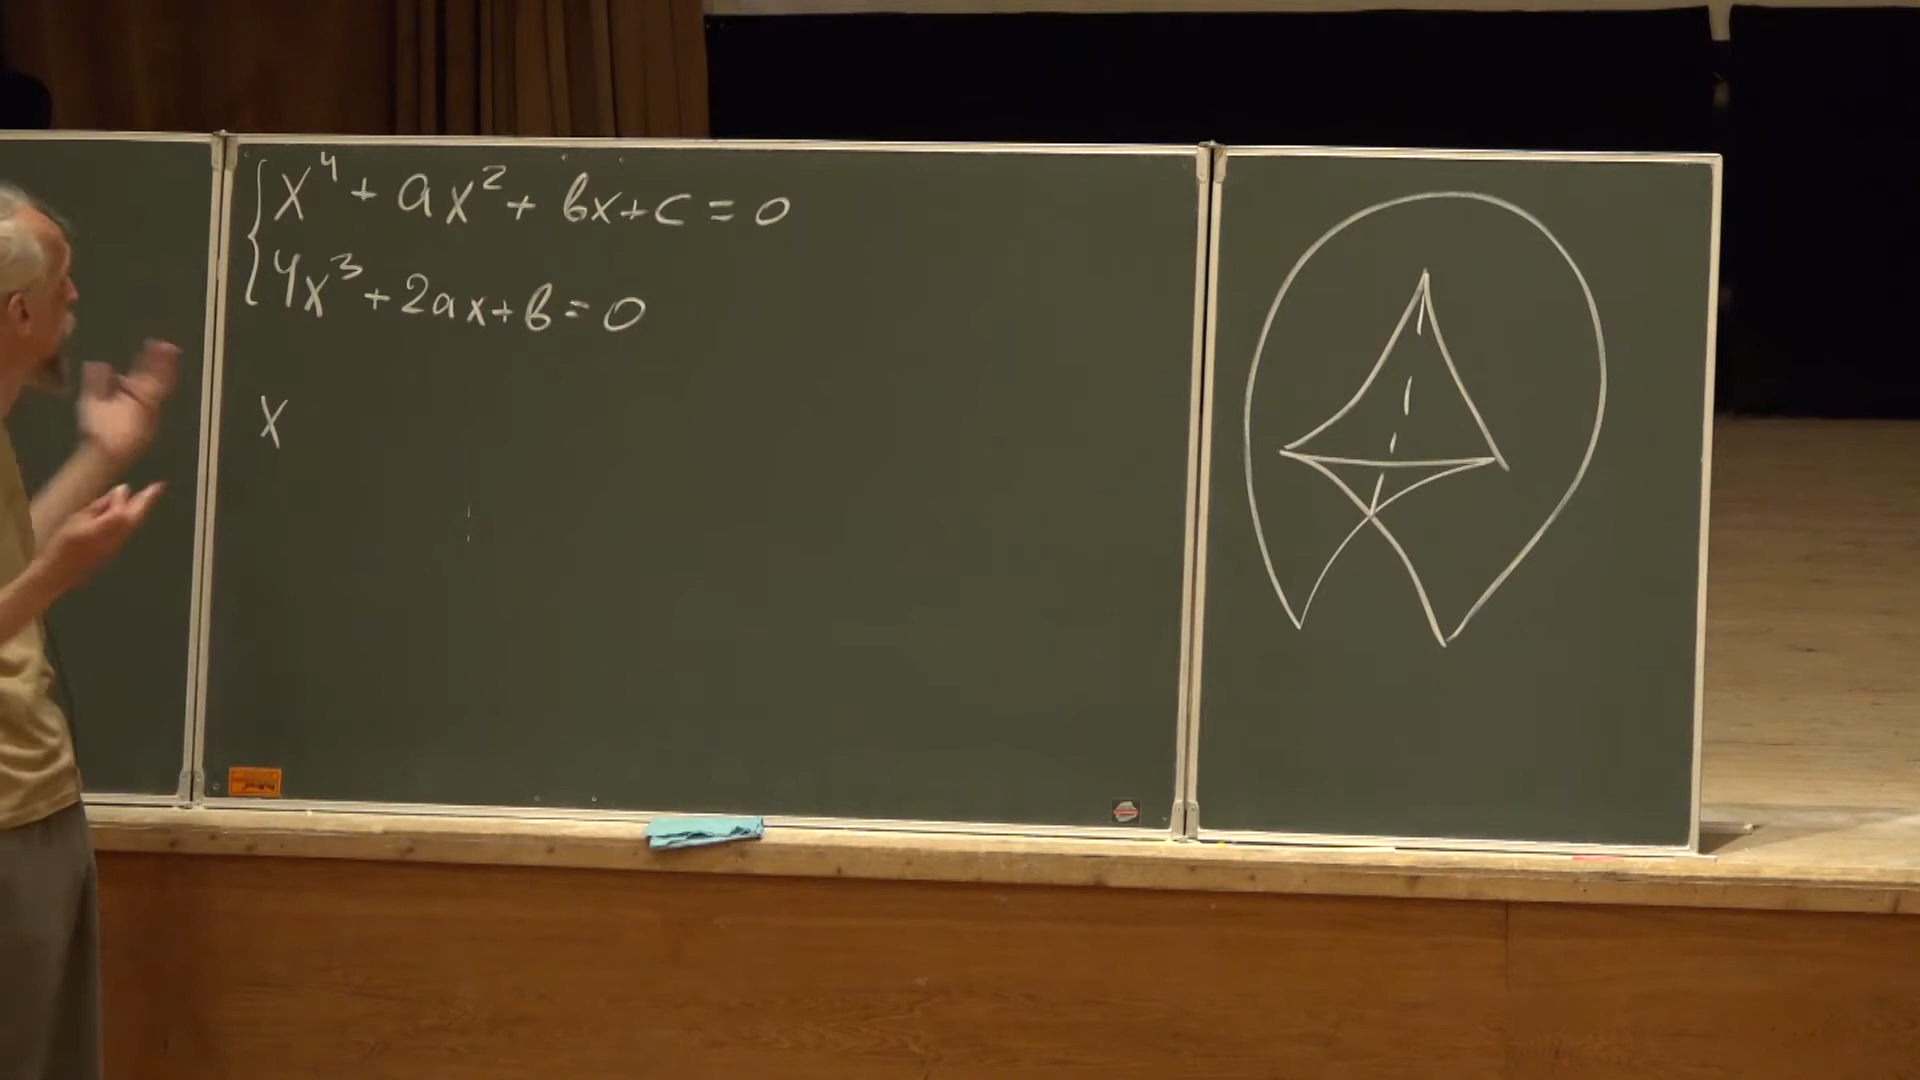 x⁴ + ax² + bx + c = 0
4x³ + 2ax + b = 0
x